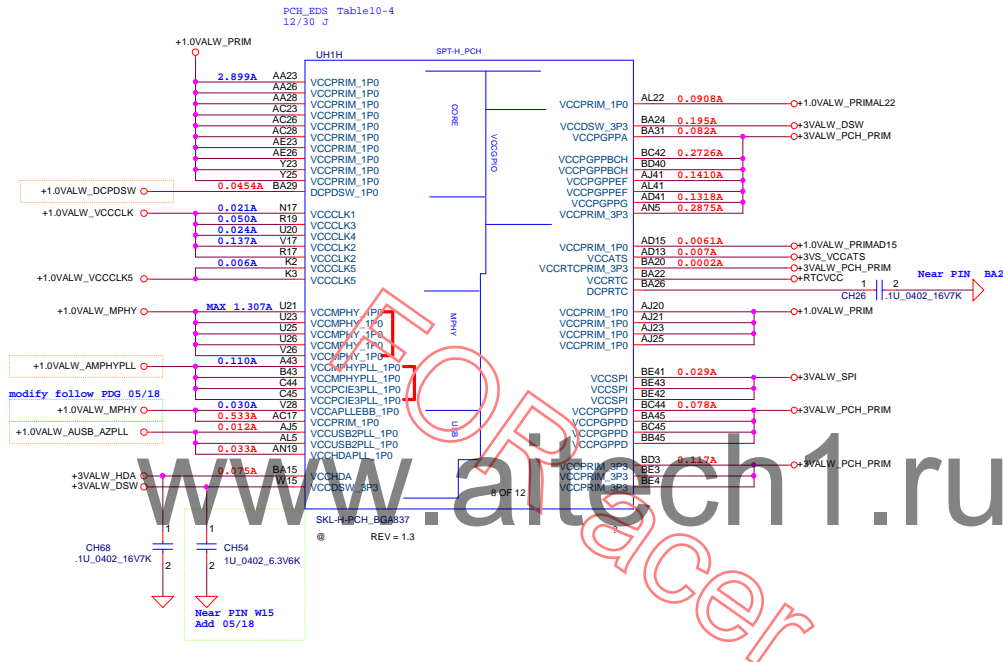 PCH_EDS Table10-4
12/30 J
+1.0VALW_PRIM
UH1H
SPT-H_PCH
2.899A AA23 VCCPRIM_1P0
AA26 VCCPRIM_1P0
AA28 VCCPRIM_1P0
AC23 VCCPRIM_1P0
AC26 VCCPRIM_1P0
AC28 VCCPRIM_1P0
AE23 VCCPRIM_1P0
AE26 VCCPRIM_1P0
Y23 VCCPRIM_1P0
Y25 VCCPRIM_1P0
+1.0VALW_DCPDSW 0.0454A BA29 DCPDSW_1P0
+1.0VALW_VCCCLK 0.021A N17 VCCCLK1
0.050A R19 VCCCLK3
0.024A U20 VCCCLK4
0.137A V17 VCCCLK2
R17 VCCCLK2
0.006A K2 VCCCLK5
+1.0VALW_VCCCLK5 K3 VCCCLK5
+1.0VALW_MPHY MAX 1.307A U21 VCCMPHY_1P0
U23 VCCMPHY_1P0
U25 VCCMPHY_1P0
U26 VCCMPHY_1P0
V26 VCCMPHY_1P0
+1.0VALW_AMPHYPLL 0.110A A43 VCCMPHYPLL_1P0
B43 VCCMPHYPLL_1P0
C44 VCCPCIE3PLL_1P0
C45 VCCPCIE3PLL_1P0
modify follow PDG 05/18
+1.0VALW_MPHY 0.030A V28 VCCAPLLEBB_1P0
0.533A AC17 VCCPRIM_1P0
+1.0VALW_AUSB_AZPLL 0.012A AJ5 VCCUSB2PLL_1P0
AL5 VCCUSB2PLL_1P0
0.033A AN19 VCCHDAPLL_1P0
+3VALW_HDA 0.075A BA15 VCCHDA
+3VALW_DSW W15 VCCDSW_3P3
CORE
VCCGPIO
MPHY
USB
VCCPRIM_1P0 AL22 0.0908A +1.0VALW_PRIMAL22
VCCDSW_3P3 BA24 0.195A +3VALW_DSW
VCCPGPPA BA31 0.082A +3VALW_PCH_PRIM
VCCPGPPBCH BC42 0.2726A
VCCPGPPBCH BD40
VCCPGPPEF AJ41 0.1410A
VCCPGPPEF AL41
VCCPGPPG AD41 0.1318A
VCCPRIM_3P3 AN5 0.2875A
VCCPRIM_1P0 AD15 0.0061A +1.0VALW_PRIMAD15
VCCATS AD13 0.007A +3VS_VCCATS
VCCRTCPRIM_3P3 BA20 0.0002A +3VALW_PCH_PRIM
VCCRTC BA22 +RTCVCC
DCPRTC BA26
Near PIN BA2
1 2
CH26 .1U_0402_16V7K
VCCPRIM_1P0 AJ20 +1.0VALW_PRIM
VCCPRIM_1P0 AJ21
VCCPRIM_1P0 AJ23
VCCPRIM_1P0 AJ25
VCCSPI BE41 0.029A +3VALW_SPI
VCCSPI BE43
VCCSPI BE42
VCCPGPPD BC44 0.078A +3VALW_PCH_PRIM
VCCPGPPD BA45
VCCPGPPD BC45
VCCPGPPD BB45
VCCPRIM_3P3 BD3 0.117A +3VALW_PCH_PRIM
VCCPRIM_3P3 BE3
VCCPRIM_3P3 BE4
8 OF 12
SKL-H-PCH_BGA837
@ REV = 1.3 ?
1
CH68
.1U_0402_16V7K
2
1
CH54
1U_0402_6.3V6K
2
Near PIN W15
Add 05/18
www.aitech1.ru
FOR acer